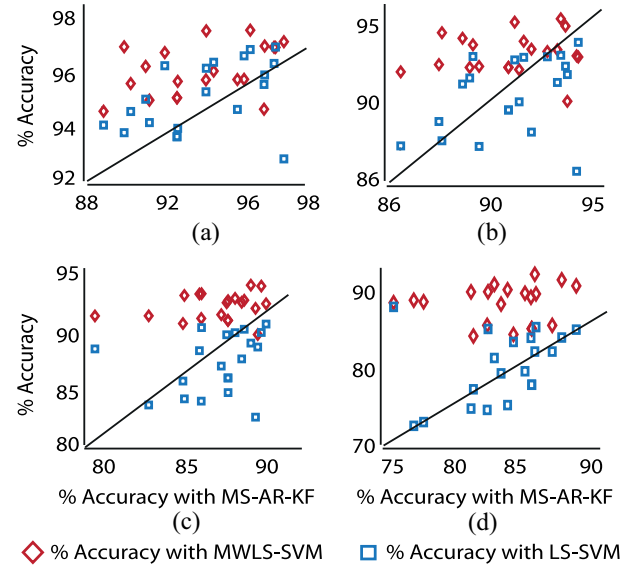 % Accuracy
98
96
94
92
88
92
96
98
(a)
95
90
86
86
90
95
(b)
% Accuracy
95
90
85
80
80
85
90
% Accuracy with MS-AR-KF
(c)
90
80
70
75
80
85
90
% Accuracy with MS-AR-KF
(d)
% Accuracy with MWLS-SVM
% Accuracy with LS-SVM